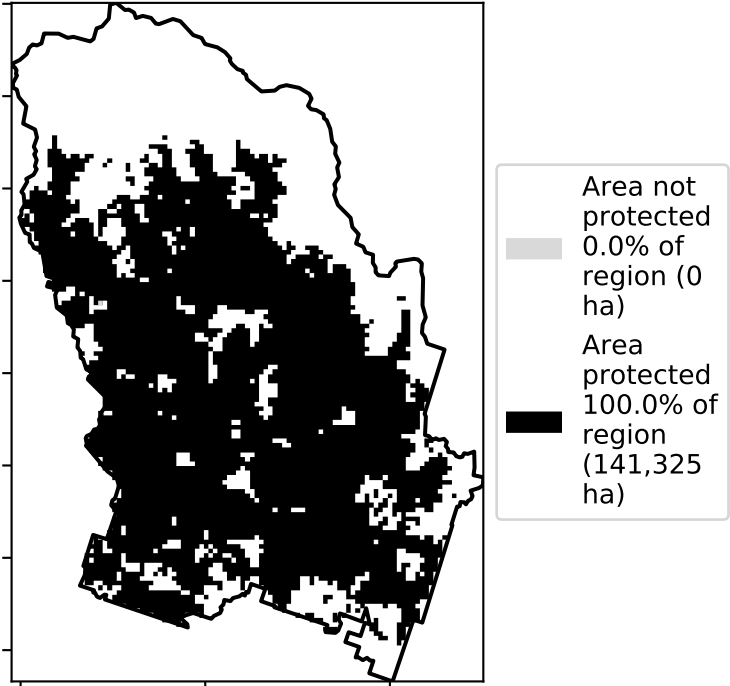 Area not
protected
0.0% of
region (0
ha)
Area
protected
100.0% of
region
(141,325
ha)